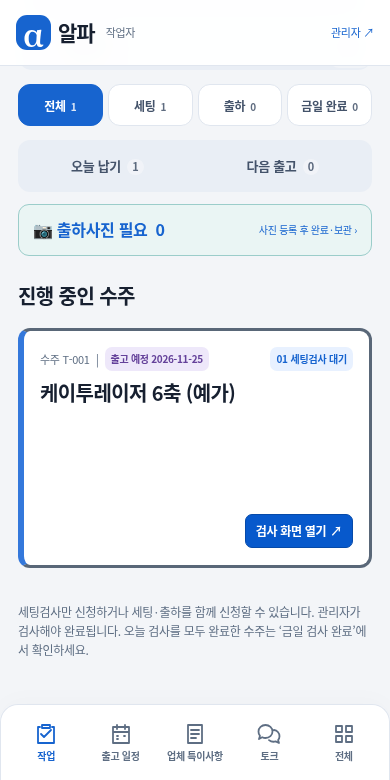 α 알파 작업자 관리자 ↗
전체 1 세팅 1 출하 0 금일 완료 0
오늘 납기 1 다음 출고 0
📷 출하사진 필요 0 사진 등록 후 완료·보관 ›
진행 중인 수주
수주 T-001 | 출고 예정 2026-11-25 01 세팅검사 대기
케이투레이저 6축 (예가)
검사 화면 열기 ↗
세팅검사만 신청하거나 세팅·출하를 함께 신청할 수 있습니다. 관리자가
검사해야 완료됩니다. 오늘 검사를 모두 완료한 수주는 ‘금일 검사 완료’에
서 확인하세요.
작업 출고 일정 업체 특이사항 토크 전체